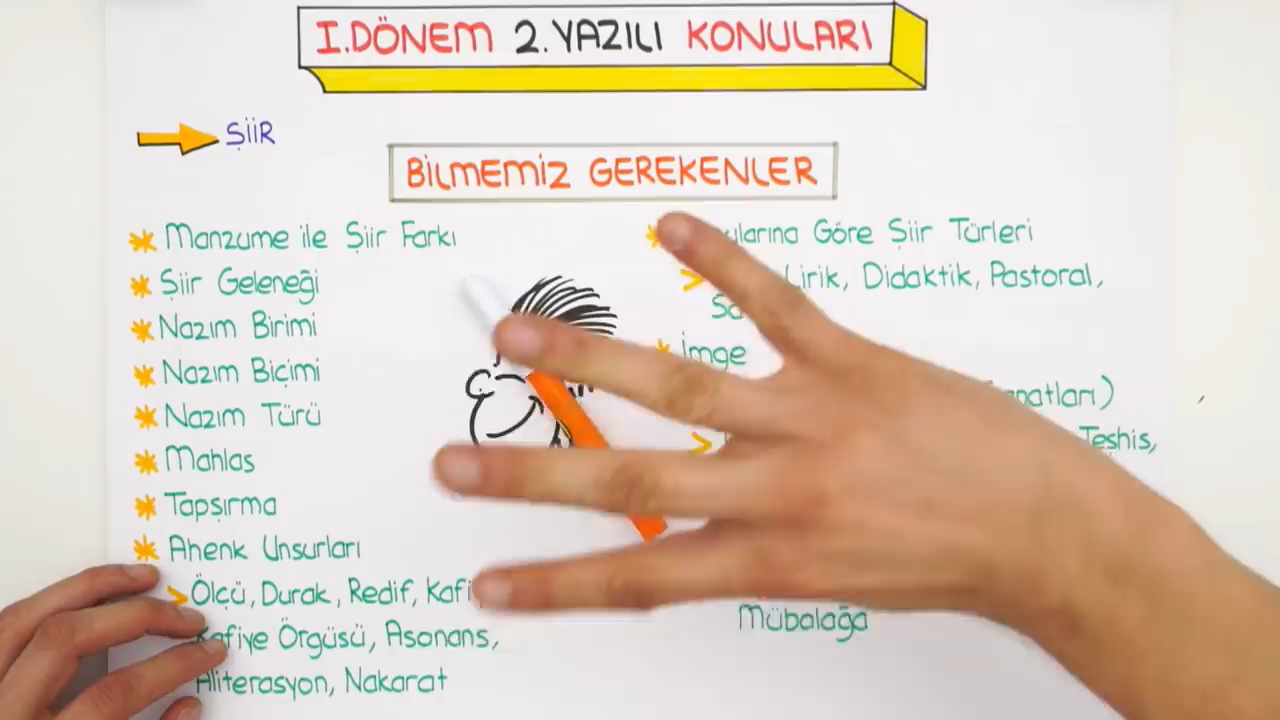 I.DÖNEM 2.YAZILI KONULARI
ŞİİR
BİLMEMİZ GEREKENLER
Manzume ile Şiir Farkı
Şiir Geleneği
Nazım Birimi
Nazım Biçimi
Nazım Türü
Mahlas
Tapşırma
Ahenk Unsurları
> Ölçü, Durak, Redif, Kafi
Kafiye Örgüsü, Asonans,
Aliterasyon, Nakarat
ularına Göre Şiir Türleri
> Lirik, Didaktik, Pastoral,
İmge
natları)
> Teşhis,
Mübalağa